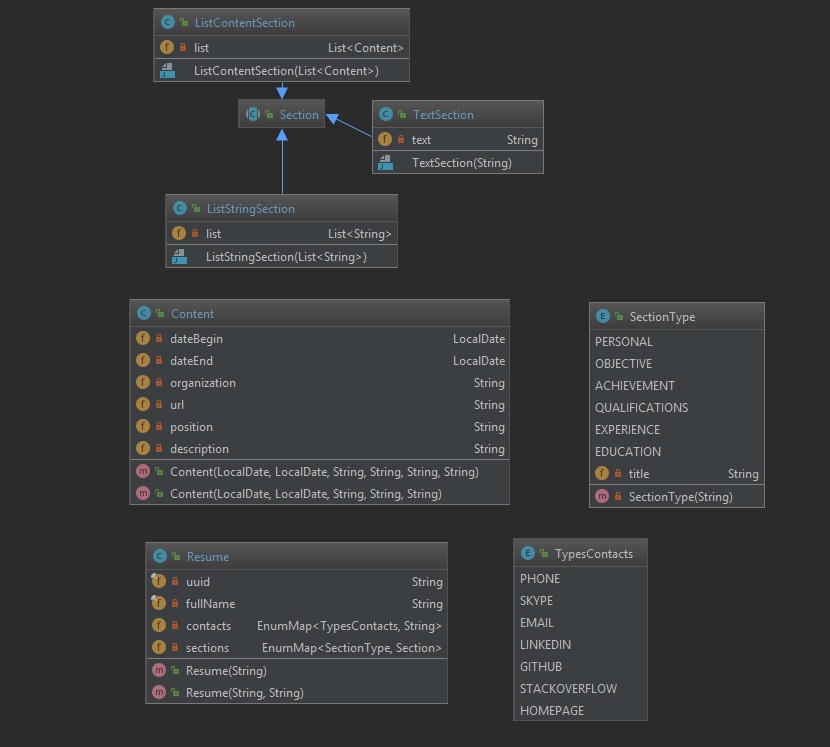 ListContentSection
list List<Content>
ListContentSection(List<Content>)
Section
TextSection
text String
TextSection(String)
ListStringSection
list List<String>
ListStringSection(List<String>)
Content
dateBegin LocalDate
dateEnd LocalDate
organization String
url String
position String
description String
Content(LocalDate, LocalDate, String, String, String, String)
Content(LocalDate, LocalDate, String, String, String)
SectionType
PERSONAL
OBJECTIVE
ACHIEVEMENT
QUALIFICATIONS
EXPERIENCE
EDUCATION
title String
SectionType(String)
Resume
uuid String
fullName String
contacts EnumMap<TypesContacts, String>
sections EnumMap<SectionType, Section>
Resume(String)
Resume(String, String)
TypesContacts
PHONE
SKYPE
EMAIL
LINKEDIN
GITHUB
STACKOVERFLOW
HOMEPAGE